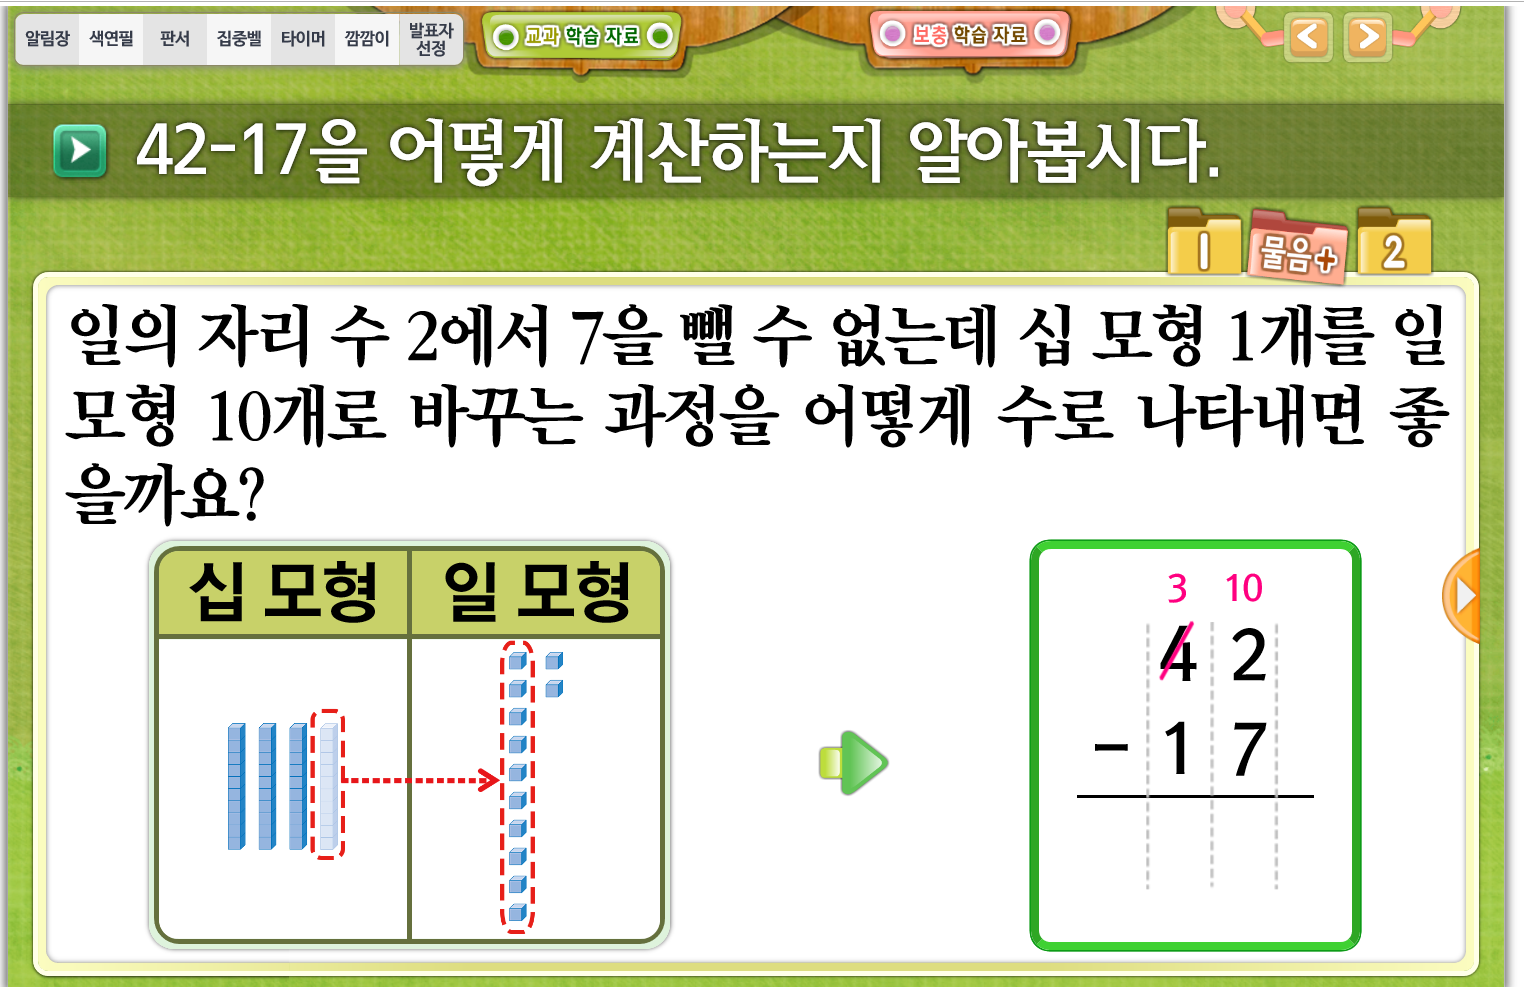 알림장 색연필 판서 집중벨 타이머 깜깜이 발표자 선정
교과 학습 자료
보충 학습 자료
42-17을 어떻게 계산하는지 알아봅시다.
1 물음+ 2
일의 자리 수 2에서 7을 뺄 수 없는데 십 모형 1개를 일
모형 10개로 바꾸는 과정을 어떻게 수로 나타내면 좋
을까요?
십 모형 일 모형
3 10
4 2
- 1 7